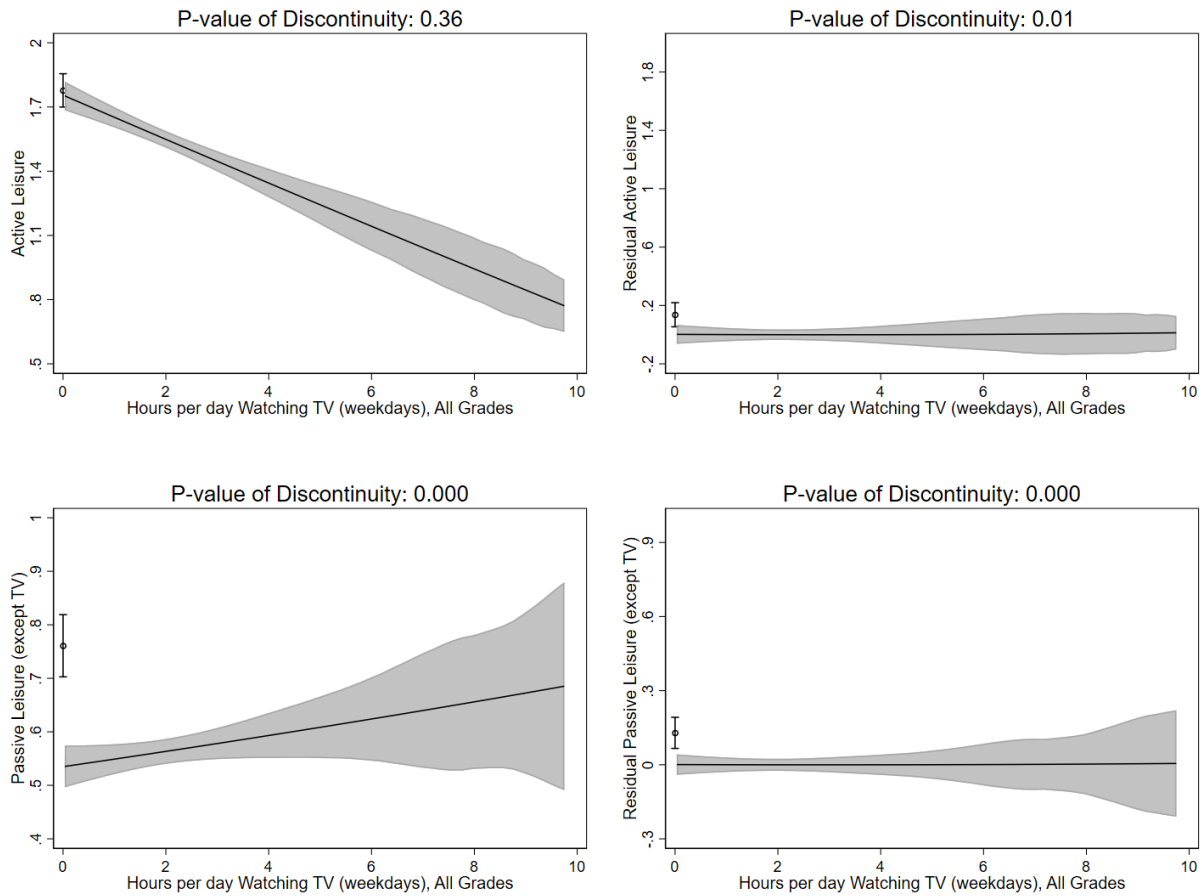 P-value of Discontinuity: 0.36
Active Leisure
2
1.7
1.4
1.1
.8
.5
0 2 4 6 8 10
Hours per day Watching TV (weekdays), All Grades
P-value of Discontinuity: 0.01
Residual Active Leisure
1.8
1.4
1
.6
.2
-.2
0 2 4 6 8 10
Hours per day Watching TV (weekdays), All Grades
P-value of Discontinuity: 0.000
Passive Leisure (except TV)
1
.9
.8
.7
.6
.5
.4
0 2 4 6 8 10
Hours per day Watching TV (weekdays), All Grades
P-value of Discontinuity: 0.000
Residual Passive Leisure (except TV)
.9
.6
.3
0
-.3
0 2 4 6 8 10
Hours per day Watching TV (weekdays), All Grades